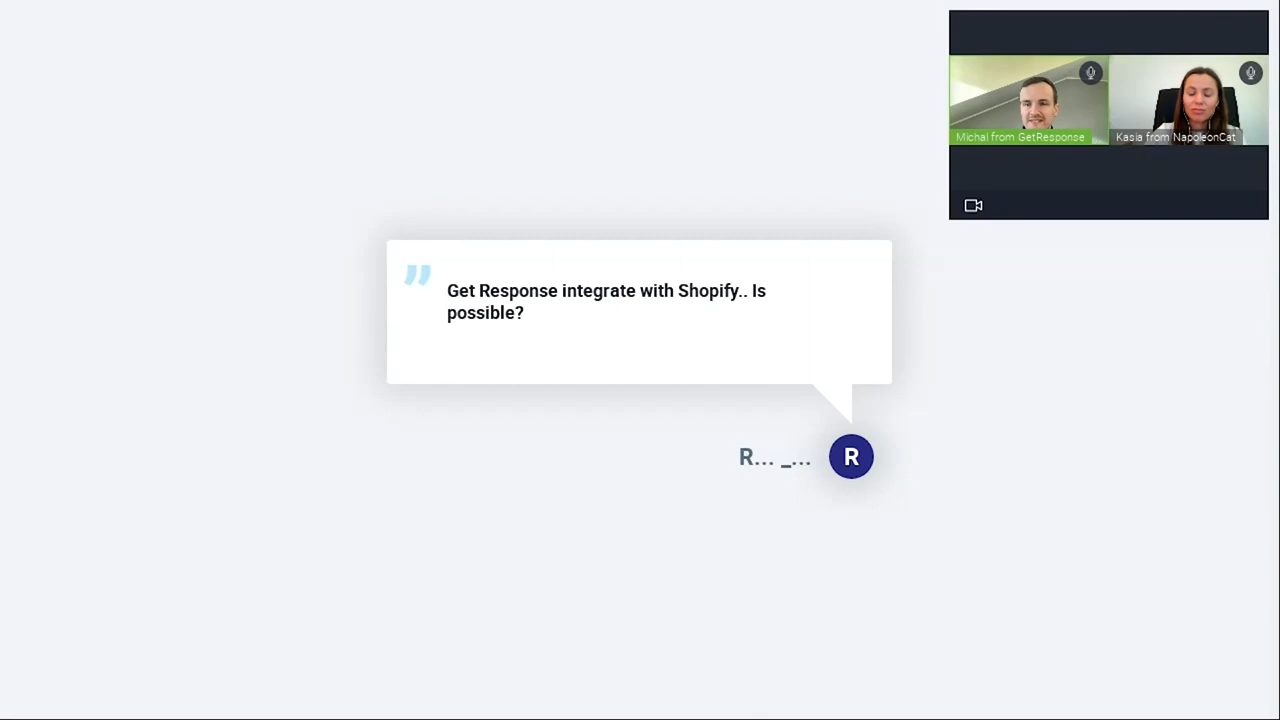 Michal from GetResponse
Kasia from NapoleonCat
Get Response integrate with Shopify.. Is
possible?
R... _...
R